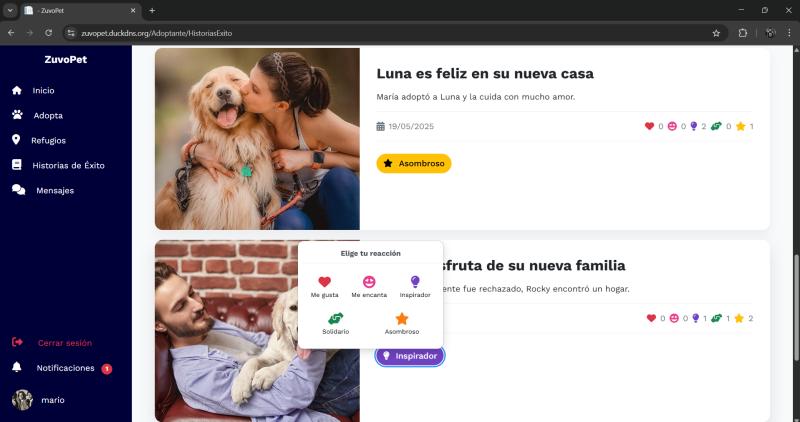 - ZuvoPet
zuvopet.duckdns.org/Adoptante/HistoriasExito
ZuvoPet
Inicio
Adopta
Refugios
Historias de Éxito
Mensajes
Cerrar sesión
Notificaciones 1
mario
Luna es feliz en su nueva casa
María adoptó a Luna y la cuida con mucho amor.
19/05/2025 0 0 2 0 1
Asombroso
Elige tu reacción
Me gusta Me encanta Inspirador
Solidario Asombroso
sfruta de su nueva familia
ente fue rechazado, Rocky encontró un hogar.
0 0 1 1 2
Inspirador